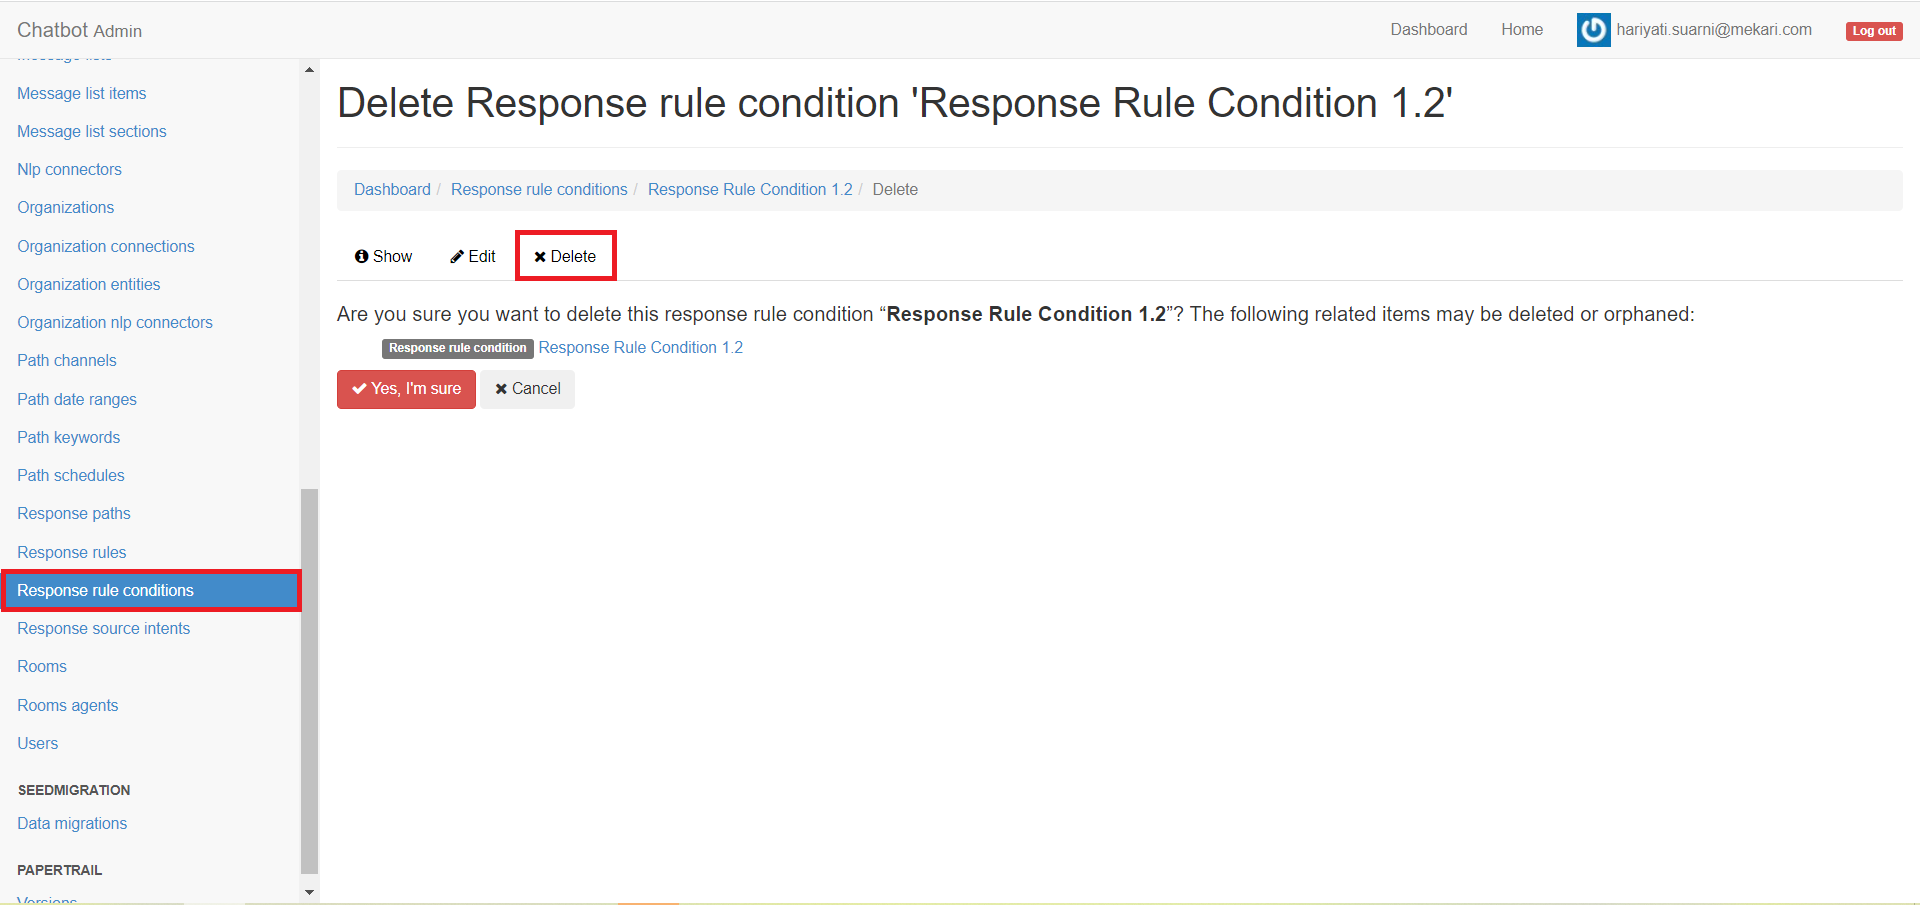 Chatbot Admin
Dashboard
Home
hariyati.suarni@mekari.com
Log out
Message lists
Message list items
Message list sections
Nlp connectors
Organizations
Organization connections
Organization entities
Organization nlp connectors
Path channels
Path date ranges
Path keywords
Path schedules
Response paths
Response rules
Response rule conditions
Response source intents
Rooms
Rooms agents
Users
SEEDMIGRATION
Data migrations
PAPERTRAIL
Versions
Delete Response rule condition 'Response Rule Condition 1.2'
Dashboard / Response rule conditions / Response Rule Condition 1.2 / Delete
Show Edit Delete
Are you sure you want to delete this response rule condition “Response Rule Condition 1.2”? The following related items may be deleted or orphaned:
Response rule condition Response Rule Condition 1.2
Yes, I'm sure Cancel